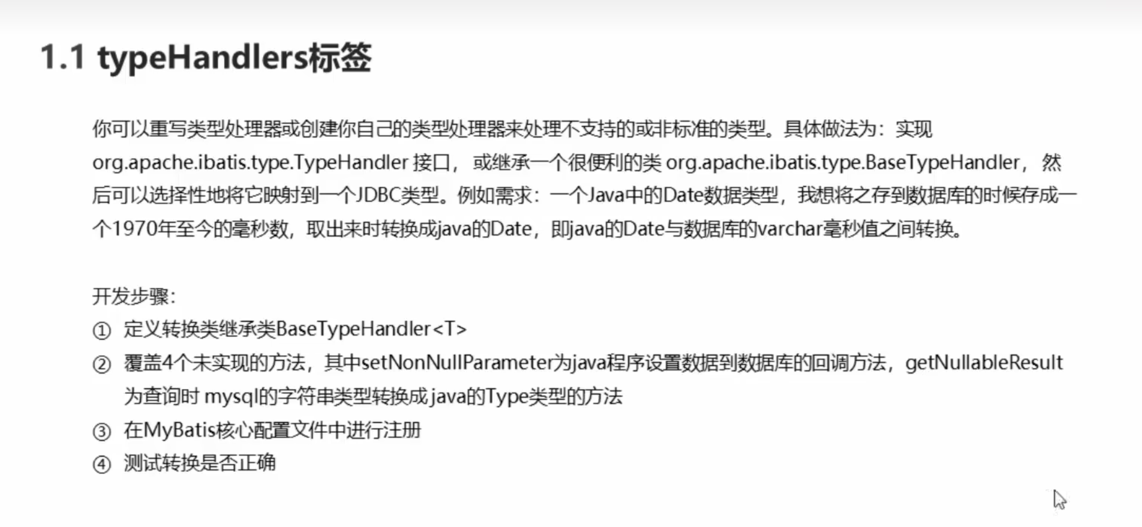 1.1 typeHandlers标签
你可以重写类型处理器或创建你自己的类型处理器来处理不支持的或非标准的类型。具体做法为：实现
org.apache.ibatis.type.TypeHandler 接口， 或继承一个很便利的类 org.apache.ibatis.type.BaseTypeHandler， 然
后可以选择性地将它映射到一个JDBC类型。例如需求：一个Java中的Date数据类型，我想将之存到数据库的时候存成一
个1970年至今的毫秒数，取出来时转换成java的Date，即java的Date与数据库的varchar毫秒值之间转换。
开发步骤：
① 定义转换类继承类BaseTypeHandler<T>
② 覆盖4个未实现的方法，其中setNonNullParameter为java程序设置数据到数据库的回调方法，getNullableResult
为查询时 mysql的字符串类型转换成 java的Type类型的方法
③ 在MyBatis核心配置文件中进行注册
④ 测试转换是否正确